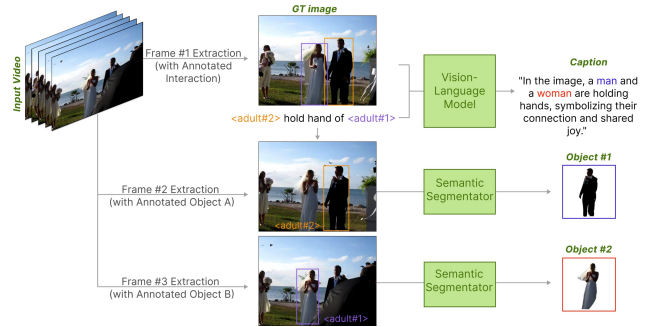 Input Video
Frame #1 Extraction
(with Annotated
Interaction)
GT image
<adult#2> hold hand of <adult#1>
Vision-
Language
Model
Caption
"In the image, a man and
a woman are holding
hands, symbolizing their
connection and shared
joy."
Frame #2 Extraction
(with Annotated Object A)
<adult#2>
Semantic
Segmentator
Object #1
Frame #3 Extraction
(with Annotated Object B)
<adult#1>
Semantic
Segmentator
Object #2